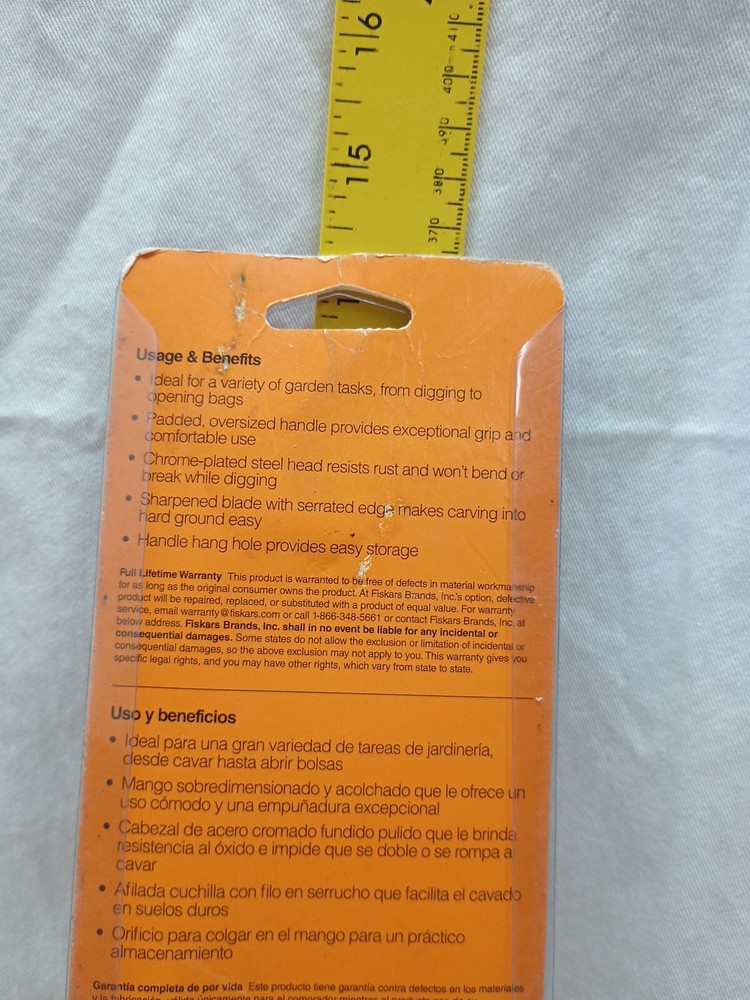 16
41 0
40 0
39 0
15
38 0
37 0
Usage & Benefits
• Ideal for a variety of garden tasks, from digging to
opening bags
• Padded, oversized handle provides exceptional grip and
comfortable use
• Chrome-plated steel head resists rust and won't bend or
break while digging
• Sharpened blade with serrated edge makes carving into
hard ground easy
• Handle hang hole provides easy storage
Full Lifetime Warranty This product is warranted to be free of defects in material workmanship
for as long as the original consumer owns the product. At Fiskars Brands, Inc.'s option, defective
product will be repaired, replaced, or substituted with a product of equal value. For warranty
service, email warranty@fiskars.com or call 1-866-348-5661 or contact Fiskars Brands, Inc. at
below address. Fiskars Brands, Inc. shall in no event be liable for any incidental or
consequential damages. Some states do not allow the exclusion or limitation of incidental or
consequential damages, so the above exclusion may not apply to you. This warranty gives you
specific legal rights, and you may have other rights, which vary from state to state.
Uso y beneficios
• Ideal para una gran variedad de tareas de jardinería,
desde cavar hasta abrir bolsas
• Mango sobredimensionado y acolchado que le ofrece un
uso cómodo y una empuñadura excepcional
• Cabezal de acero cromado fundido pulido que le brinda
resistencia al óxido e impide que se doble o se rompa al
cavar
• Afilada cuchilla con filo en serrucho que facilita el cavado
en suelos duros
• Orificio para colgar en el mango para un práctico
almacenamiento
Garantía completa de por vida Este producto tiene garantía contra defectos en los materiales